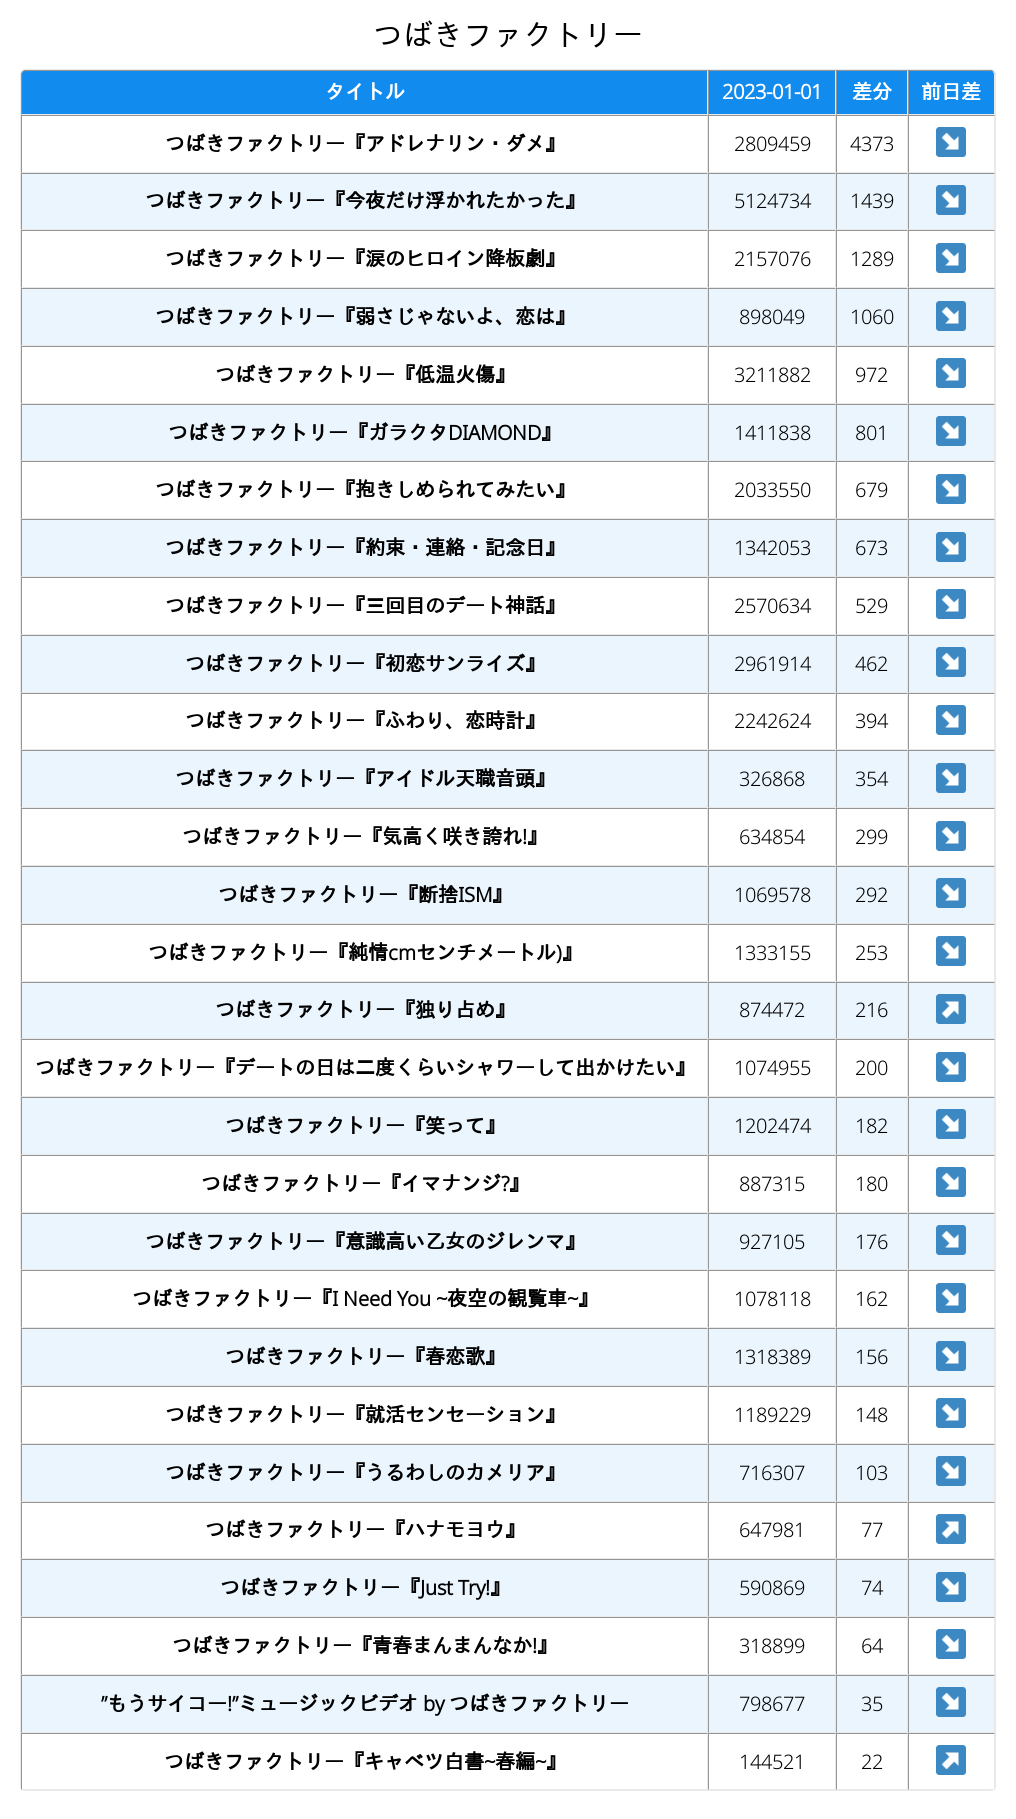 つばきファクトリー
タイトル 2023-01-01 差分 前日差
つばきファクトリー『アドレナリン・ダメ』 2809459 4373 ↘
つばきファクトリー『今夜だけ浮かれたかった』 5124734 1439 ↘
つばきファクトリー『涙のヒロイン降板劇』 2157076 1289 ↘
つばきファクトリー『弱さじゃないよ、恋は』 898049 1060 ↘
つばきファクトリー『低温火傷』 3211882 972 ↘
つばきファクトリー『ガラクタDIAMOND』 1411838 801 ↘
つばきファクトリー『抱きしめられてみたい』 2033550 679 ↘
つばきファクトリー『約束・連絡・記念日』 1342053 673 ↘
つばきファクトリー『三回目のデート神話』 2570634 529 ↘
つばきファクトリー『初恋サンライズ』 2961914 462 ↘
つばきファクトリー『ふわり、恋時計』 2242624 394 ↘
つばきファクトリー『アイドル天職音頭』 326868 354 ↘
つばきファクトリー『気高く咲き誇れ!』 634854 299 ↘
つばきファクトリー『断捨ISM』 1069578 292 ↘
つばきファクトリー『純情cmセンチメートル)』 1333155 253 ↘
つばきファクトリー『独り占め』 874472 216 ↗
つばきファクトリー『デートの日は二度くらいシャワーして出かけたい』 1074955 200 ↘
つばきファクトリー『笑って』 1202474 182 ↘
つばきファクトリー『イマナンジ?』 887315 180 ↘
つばきファクトリー『意識高い乙女のジレンマ』 927105 176 ↘
つばきファクトリー『I Need You ~夜空の観覧車~』 1078118 162 ↘
つばきファクトリー『春恋歌』 1318389 156 ↘
つばきファクトリー『就活センセーション』 1189229 148 ↘
つばきファクトリー『うるわしのカメリア』 716307 103 ↘
つばきファクトリー『ハナモヨウ』 647981 77 ↗
つばきファクトリー『Just Try!』 590869 74 ↘
つばきファクトリー『青春まんまんなか!』 318899 64 ↘
”もうサイコー!”ミュージックビデオ by つばきファクトリー 798677 35 ↘
つばきファクトリー『キャベツ白書~春編~』 144521 22 ↗